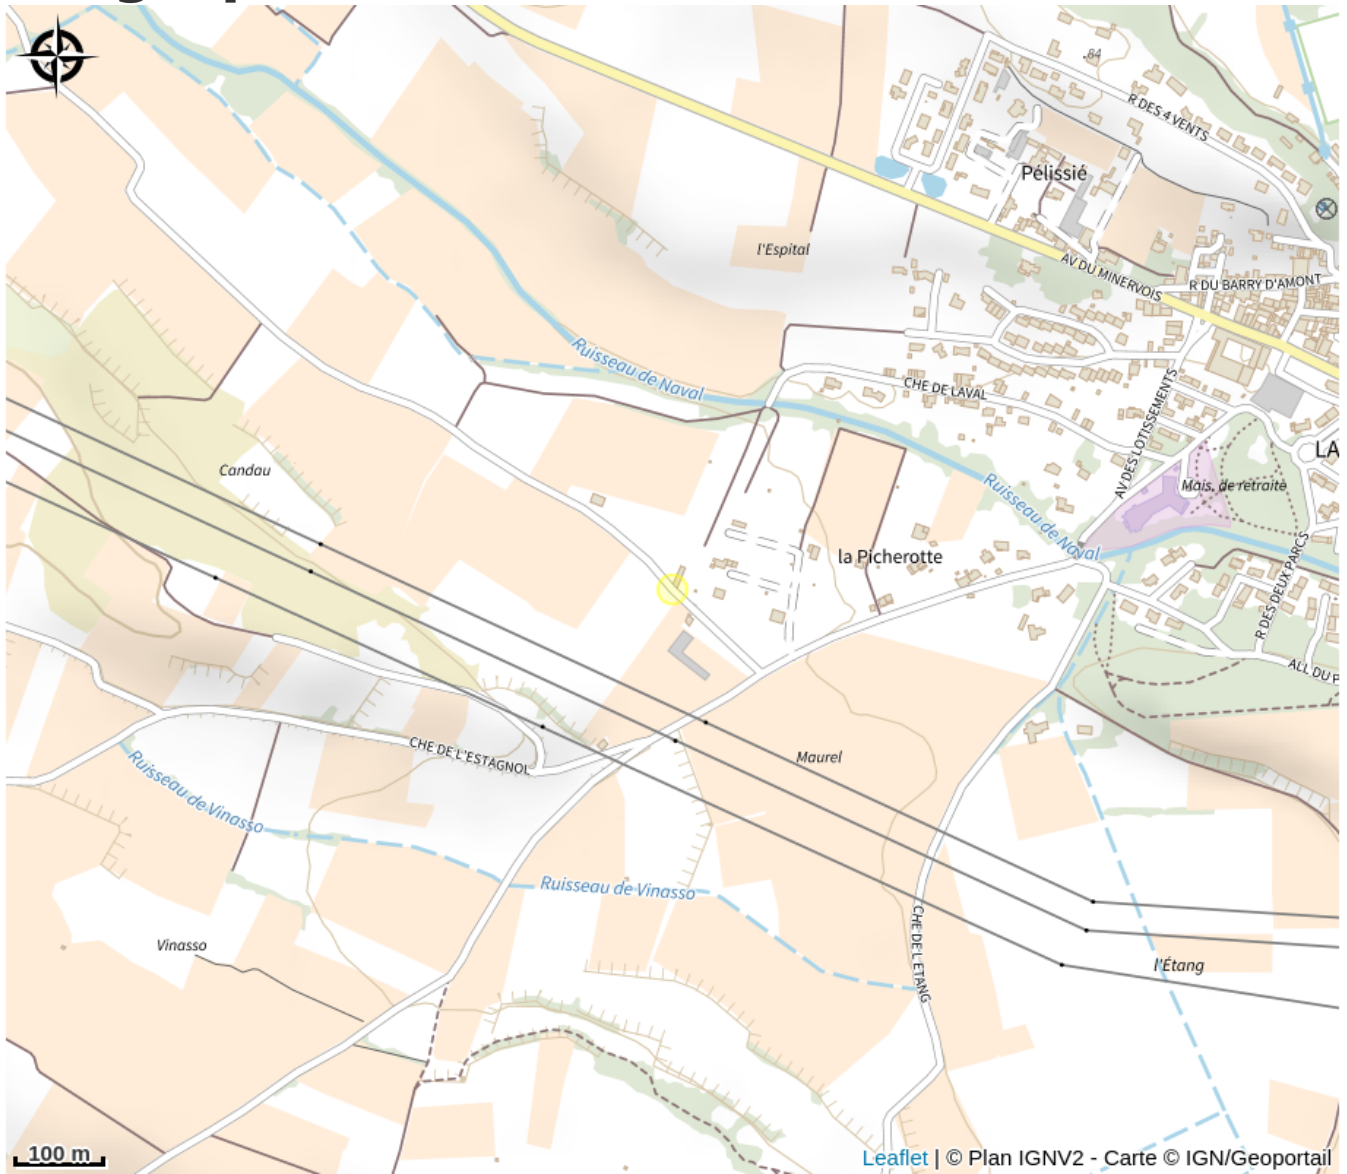 84
R DES 4 VENTS
Pélissié
l'Espital
AV DU MINERVOIS
R DU BARRY D'AMONT
Ruisseau de Naval
CHE DE LAVAL
AV DES LOTISSEMENTS
LA
Candau
Mais. de retraite
Ruisseau de Naval
la Picherotte
R DES DEUX PARCS
ALL DU P
CHE DE L'ESTAGNOL
Maurel
Ruisseau de Vinasso
Ruisseau de Vinasso
CHE DE L'ETANG
Vinasso
l'Étang
100 m
Leaflet | © Plan IGNV2 - Carte © IGN/Geoportail